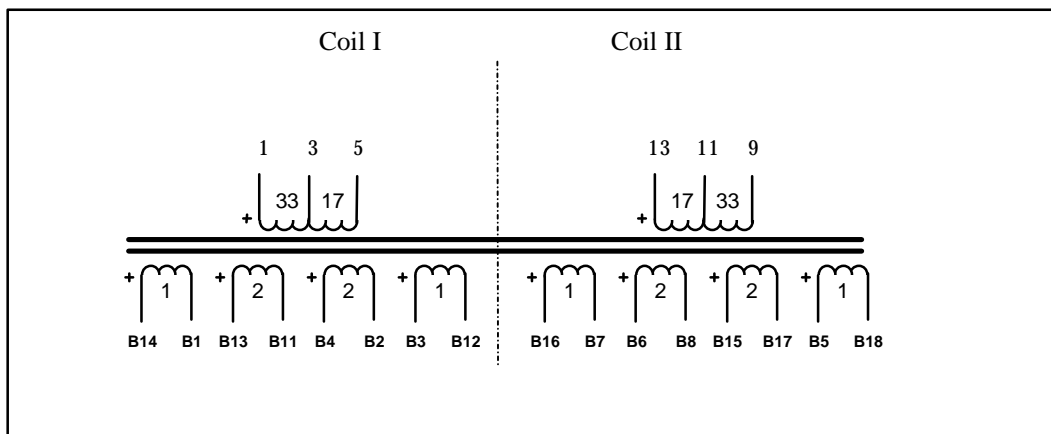 Coil I Coil II
1 3 5 13 11 9
33 17 17 33
+ +
+ + + + + + + +
1 2 2 1 1 2 2 1
B14 B1 B13 B11 B4 B2 B3 B12 B16 B7 B6 B8 B15 B17 B5 B18